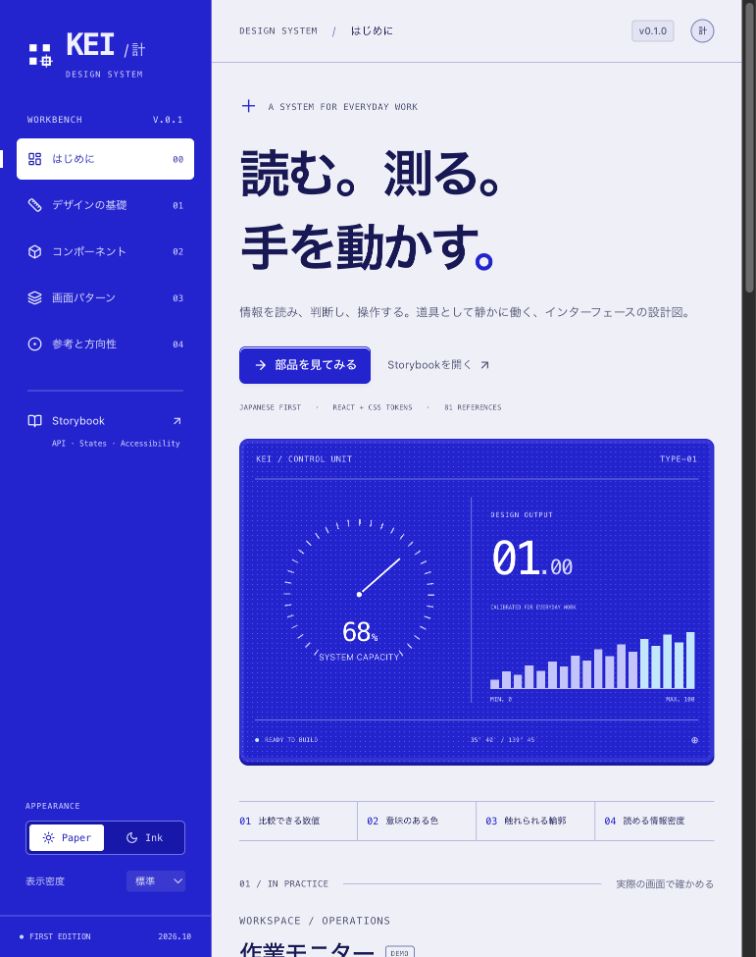 KEI /計
DESIGN SYSTEM
WORKBENCH V.0.1
はじめに 00
デザインの基礎 01
コンポーネント 02
画面パターン 03
参考と方向性 04
Storybook
API · States · Accessibility
APPEARANCE
Paper Ink
表示密度 標準
FIRST EDITION 2026.10
DESIGN SYSTEM / はじめに v0.1.0 計
A SYSTEM FOR EVERYDAY WORK
読む。測る。
手を動かす。
情報を読み、判断し、操作する。道具として静かに働く、インターフェースの設計図。
部品を見てみる Storybookを開く
JAPANESE FIRST · REACT + CSS TOKENS · 81 REFERENCES
KEI / CONTROL UNIT TYPE-01
DESIGN OUTPUT
01.00
CALIBRATED FOR EVERYDAY WORK
68%
SYSTEM CAPACITY
MIN. 0 MAX. 100
READY TO BUILD 35° 40′ / 139° 45′
01 比較できる数値 02 意味のある色 03 触れられる輪郭 04 読める情報密度
01 / IN PRACTICE 実際の画面で確かめる
WORKSPACE / OPERATIONS
作業モニター DEMO